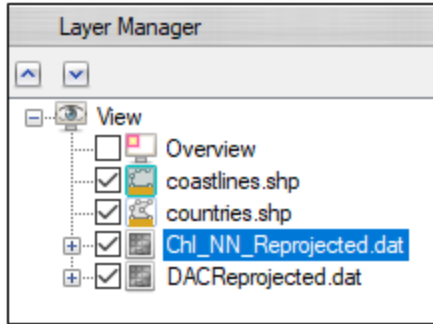 Layer Manager
View
Overview
coastlines.shp
countries.shp
Chl_NN_Reprojected.dat
DACReprojected.dat